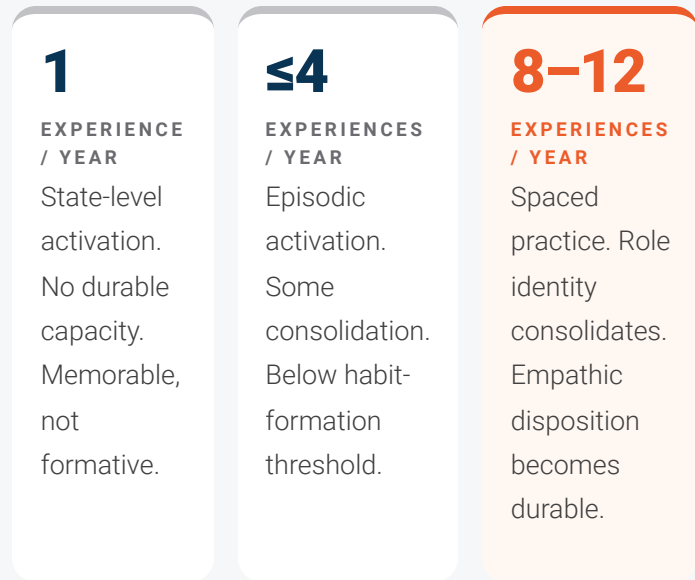 1
EXPERIENCE
/ YEAR
State-level
activation.
No durable
capacity.
Memorable,
not
formative.
≤4
EXPERIENCES
/ YEAR
Episodic
activation.
Some
consolidation.
Below habit-
formation
threshold.
8–12
EXPERIENCES
/ YEAR
Spaced
practice. Role
identity
consolidates.
Empathic
disposition
becomes
durable.